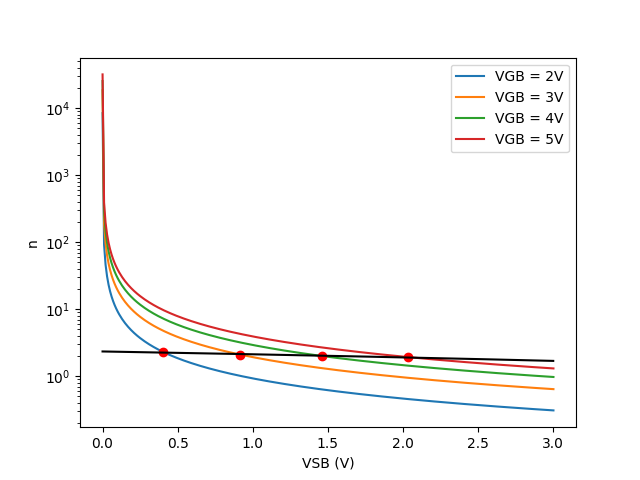 VGB = 2V
VGB = 3V
VGB = 4V
VGB = 5V
10⁴
10³
10²
10¹
10⁰
n
0.0 0.5 1.0 1.5 2.0 2.5 3.0
VSB (V)